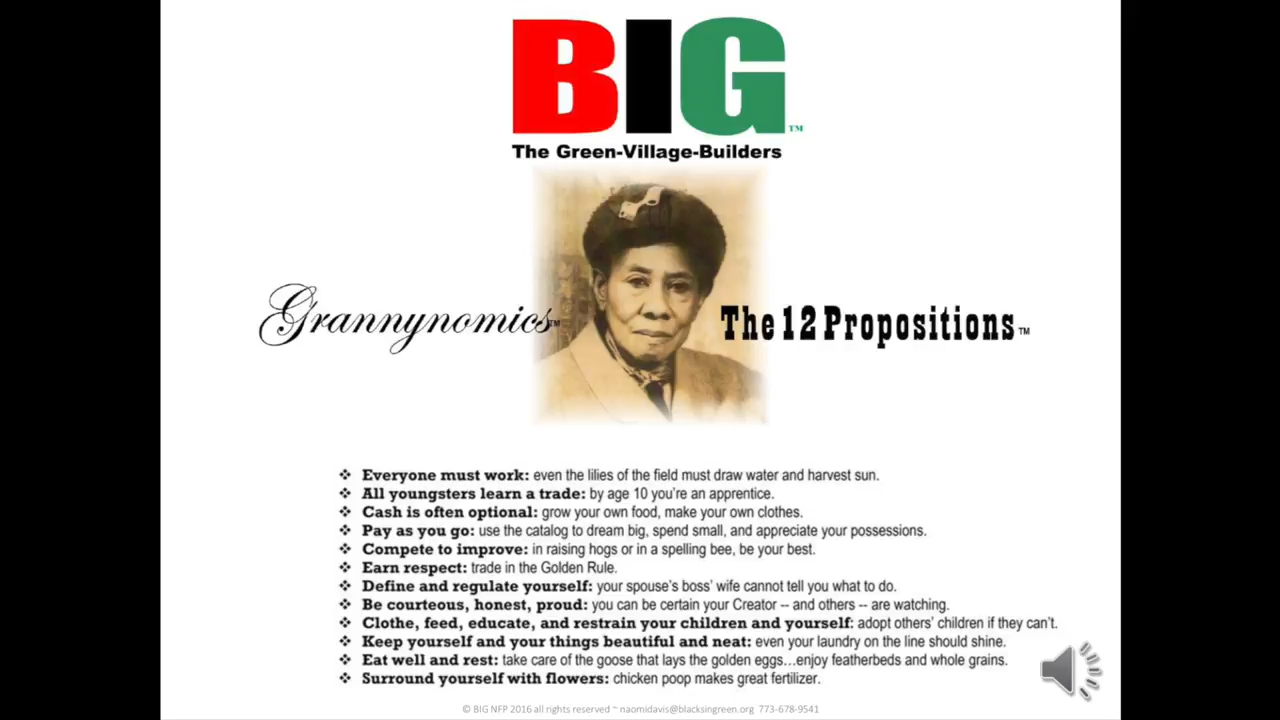 BIG™
The Green-Village-Builders
Grannynomics™ The 12 Propositions™
❖ Everyone must work: even the lilies of the field must draw water and harvest sun.
❖ All youngsters learn a trade: by age 10 you're an apprentice.
❖ Cash is often optional: grow your own food, make your own clothes.
❖ Pay as you go: use the catalog to dream big, spend small, and appreciate your possessions.
❖ Compete to improve: in raising hogs or in a spelling bee, be your best.
❖ Earn respect: trade in the Golden Rule.
❖ Define and regulate yourself: your spouse's boss' wife cannot tell you what to do.
❖ Be courteous, honest, proud: you can be certain your Creator -- and others -- are watching.
❖ Clothe, feed, educate, and restrain your children and yourself: adopt others' children if they can't.
❖ Keep yourself and your things beautiful and neat: even your laundry on the line should shine.
❖ Eat well and rest: take care of the goose that lays the golden eggs…enjoy featherbeds and whole grains.
❖ Surround yourself with flowers: chicken poop makes great fertilizer.
© BIG NFP 2016 all rights reserved ~ naomidavis@blacksingreen.org 773-678-9541